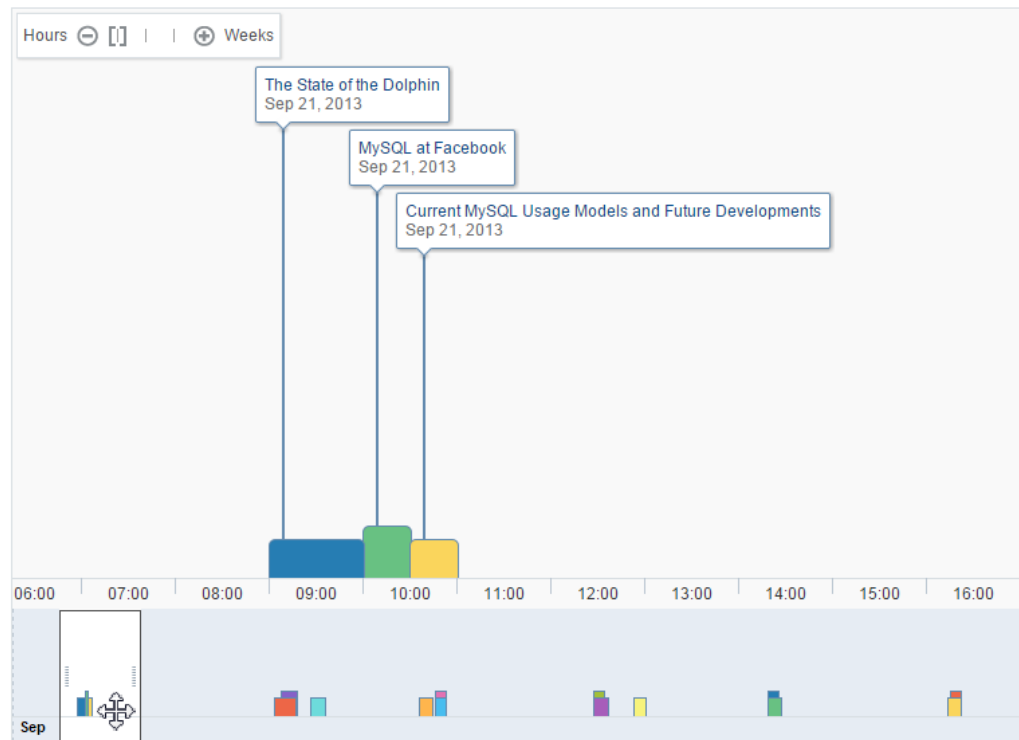 Hours Weeks
The State of the Dolphin
Sep 21, 2013
MySQL at Facebook
Sep 21, 2013
Current MySQL Usage Models and Future Developments
Sep 21, 2013
06:00 07:00 08:00 09:00 10:00 11:00 12:00 13:00 14:00 15:00 16:00
Sep